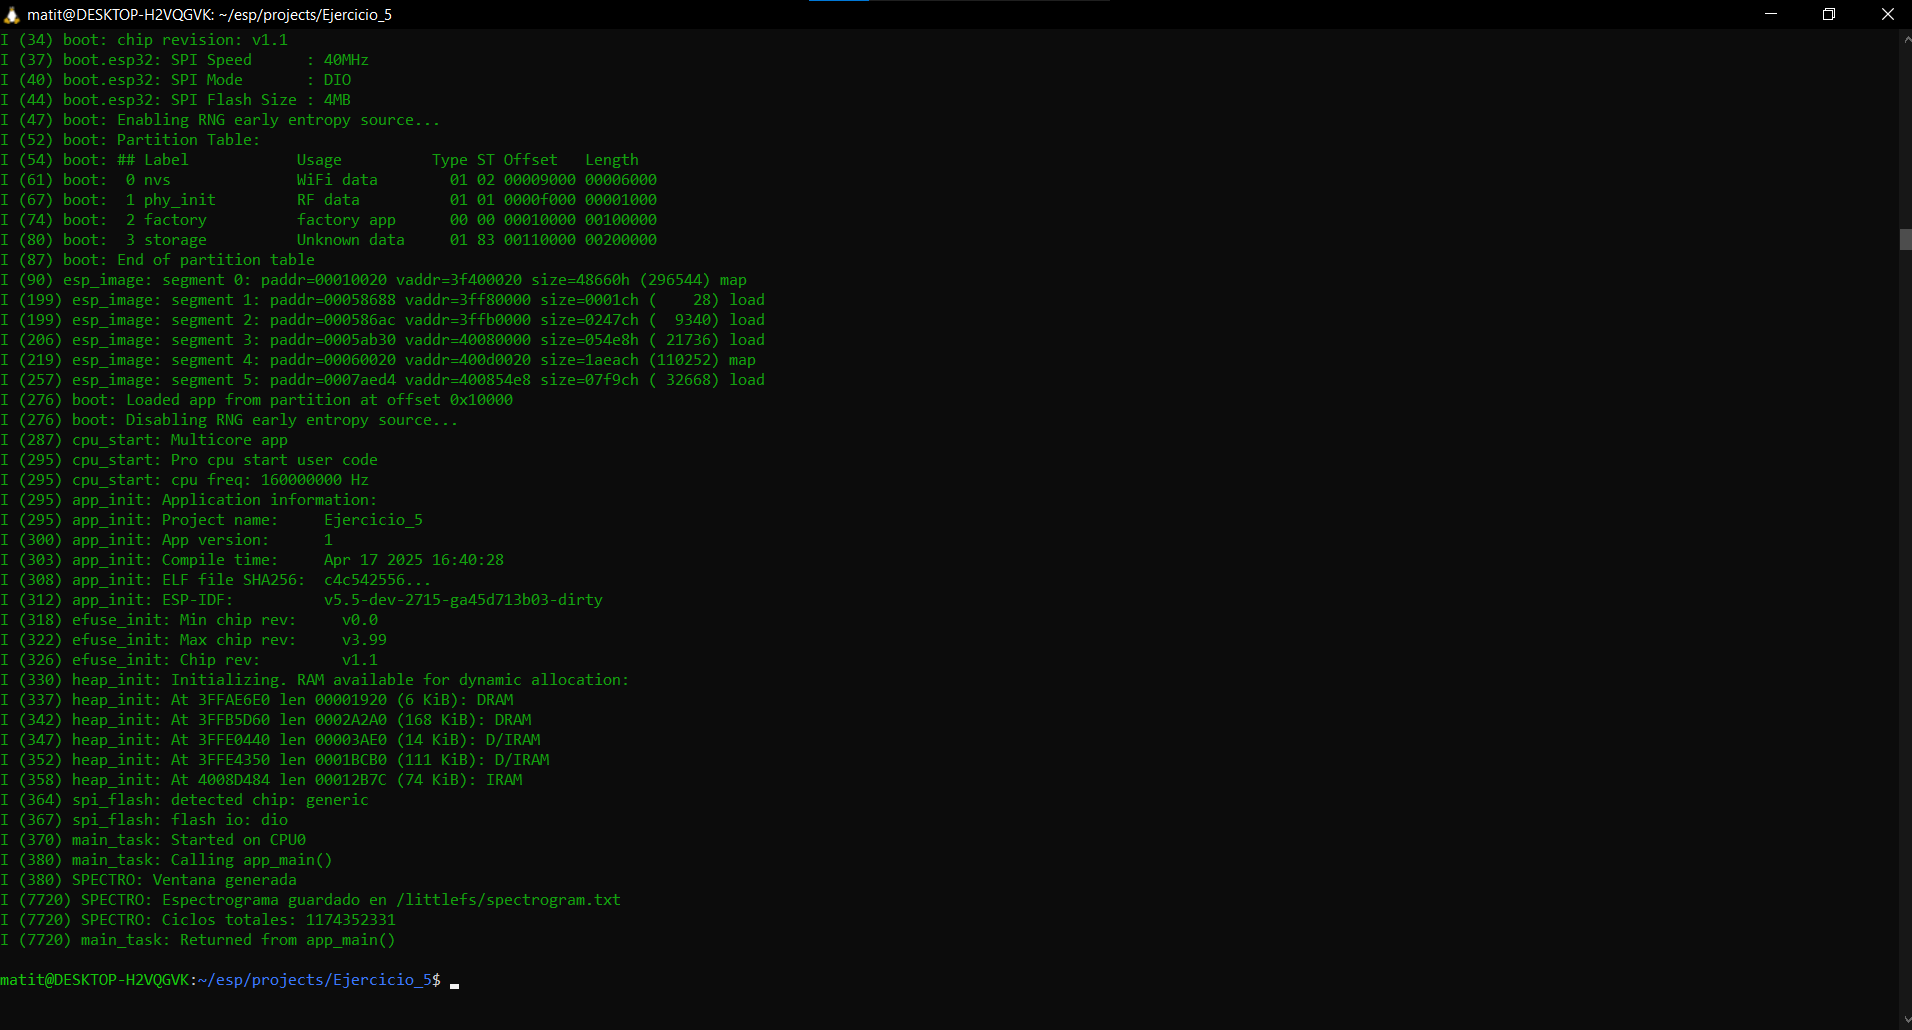 matit@DESKTOP-H2VQGVK: ~/esp/projects/Ejercicio_5
I (34) boot: chip revision: v1.1
I (37) boot.esp32: SPI Speed      : 40MHz
I (40) boot.esp32: SPI Mode       : DIO
I (44) boot.esp32: SPI Flash Size : 4MB
I (47) boot: Enabling RNG early entropy source...
I (52) boot: Partition Table:
I (54) boot: ## Label            Usage          Type ST Offset   Length
I (61) boot:  0 nvs              WiFi data        01 02 00009000 00006000
I (67) boot:  1 phy_init         RF data          01 01 0000f000 00001000
I (74) boot:  2 factory          factory app      00 00 00010000 00100000
I (80) boot:  3 storage          Unknown data     01 83 00110000 00200000
I (87) boot: End of partition table
I (90) esp_image: segment 0: paddr=00010020 vaddr=3f400020 size=48660h (296544) map
I (199) esp_image: segment 1: paddr=00058688 vaddr=3ff80000 size=0001ch (    28) load
I (199) esp_image: segment 2: paddr=000586ac vaddr=3ffb0000 size=0247ch (  9340) load
I (206) esp_image: segment 3: paddr=0005ab30 vaddr=40080000 size=054e8h ( 21736) load
I (219) esp_image: segment 4: paddr=00060020 vaddr=400d0020 size=1aeach (110252) map
I (257) esp_image: segment 5: paddr=0007aed4 vaddr=400854e8 size=07f9ch ( 32668) load
I (276) boot: Loaded app from partition at offset 0x10000
I (276) boot: Disabling RNG early entropy source...
I (287) cpu_start: Multicore app
I (295) cpu_start: Pro cpu start user code
I (295) cpu_start: cpu freq: 160000000 Hz
I (295) app_init: Application information:
I (295) app_init: Project name:     Ejercicio_5
I (300) app_init: App version:      1
I (303) app_init: Compile time:     Apr 17 2025 16:40:28
I (308) app_init: ELF file SHA256:  c4c542556...
I (312) app_init: ESP-IDF:          v5.5-dev-2715-ga45d713b03-dirty
I (318) efuse_init: Min chip rev:     v0.0
I (322) efuse_init: Max chip rev:     v3.99
I (326) efuse_init: Chip rev:         v1.1
I (330) heap_init: Initializing. RAM available for dynamic allocation:
I (337) heap_init: At 3FFAE6E0 len 00001920 (6 KiB): DRAM
I (342) heap_init: At 3FFB5D60 len 0002A2A0 (168 KiB): DRAM
I (347) heap_init: At 3FFE0440 len 00003AE0 (14 KiB): D/IRAM
I (352) heap_init: At 3FFE4350 len 0001BCB0 (111 KiB): D/IRAM
I (358) heap_init: At 4008D484 len 00012B7C (74 KiB): IRAM
I (364) spi_flash: detected chip: generic
I (367) spi_flash: flash io: dio
I (370) main_task: Started on CPU0
I (380) main_task: Calling app_main()
I (380) SPECTRO: Ventana generada
I (7720) SPECTRO: Espectrograma guardado en /littlefs/spectrogram.txt
I (7720) SPECTRO: Ciclos totales: 1174352331
I (7720) main_task: Returned from app_main()
matit@DESKTOP-H2VQGVK:~/esp/projects/Ejercicio_5$